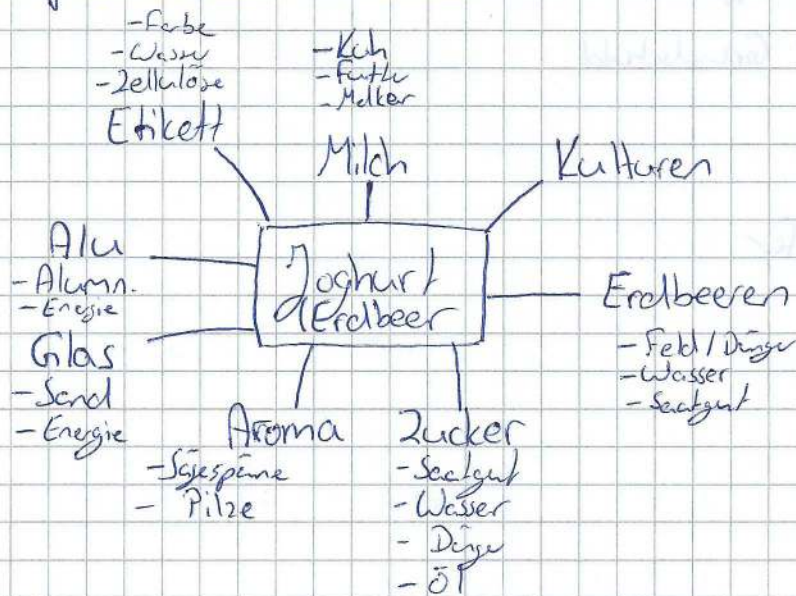 - Farbe
- Wasser
- Zellulose
Etikett
- Kuh
- Futter
- Melker
Milch
Kulturen
Alu
- Alumn.
- Energie
Glas
- Sand
- Energie
Joghurt
Erdbeer
Erdbeeren
- Feld / Dünger
- Wasser
- Saatgut
Aroma
- Sägespäne
- Pilze
Zucker
- Saatgut
- Wasser
- Dünger
- Öl